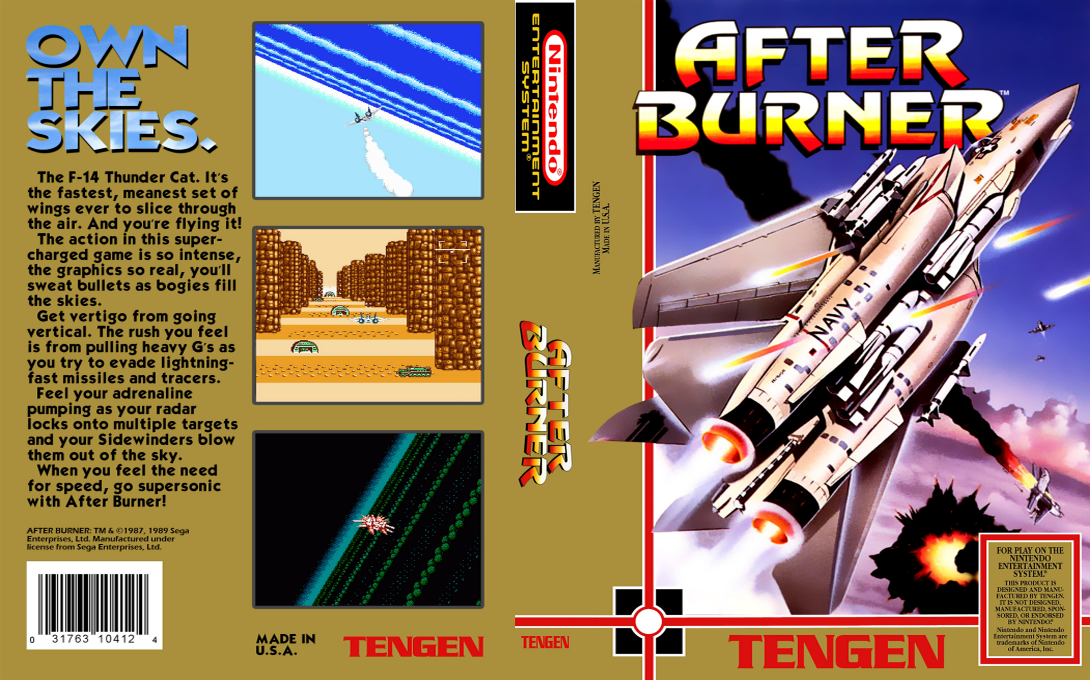 OWN
THE
SKIES.
The F-14 Thunder Cat. It's
the fastest, meanest set of
wings ever to slice through
the air. And you're flying it!
The action in this super-
charged game is so intense,
the graphics so real, you'll
sweat bullets as bogies fill
the skies.
Get vertigo from going
vertical. The rush you feel
is from pulling heavy G's as
you try to evade lightning-
fast missiles and tracers.
Feel your adrenaline
pumping as your radar
locks onto multiple targets
and your Sidewinders blow
them out of the sky.
When you feel the need
for speed, go supersonic
with After Burner!
AFTER BURNER: TM & ©1987, 1989 Sega
Enterprises, Ltd. Manufactured under
license from Sega Enterprises, Ltd.
0 31763 10412 4
MADE IN
U.S.A.
TENGEN
Nintendo®
ENTERTAINMENT
SYSTEM®
MANUFACTURED BY TENGEN
MADE IN U.S.A.
AFTER
BURNER
TENGEN
AFTER
BURNER™
NAVY
TENGEN
FOR PLAY ON THE
NINTENDO
ENTERTAINMENT
SYSTEM.®
THIS PRODUCT IS
DESIGNED AND MANU-
FACTURED BY TENGEN.
IT IS NOT DESIGNED,
MANUFACTURED, SPON-
SORED, OR ENDORSED
BY NINTENDO.®
Nintendo and Nintendo
Entertainment System are
trademarks of Nintendo
of America, Inc.